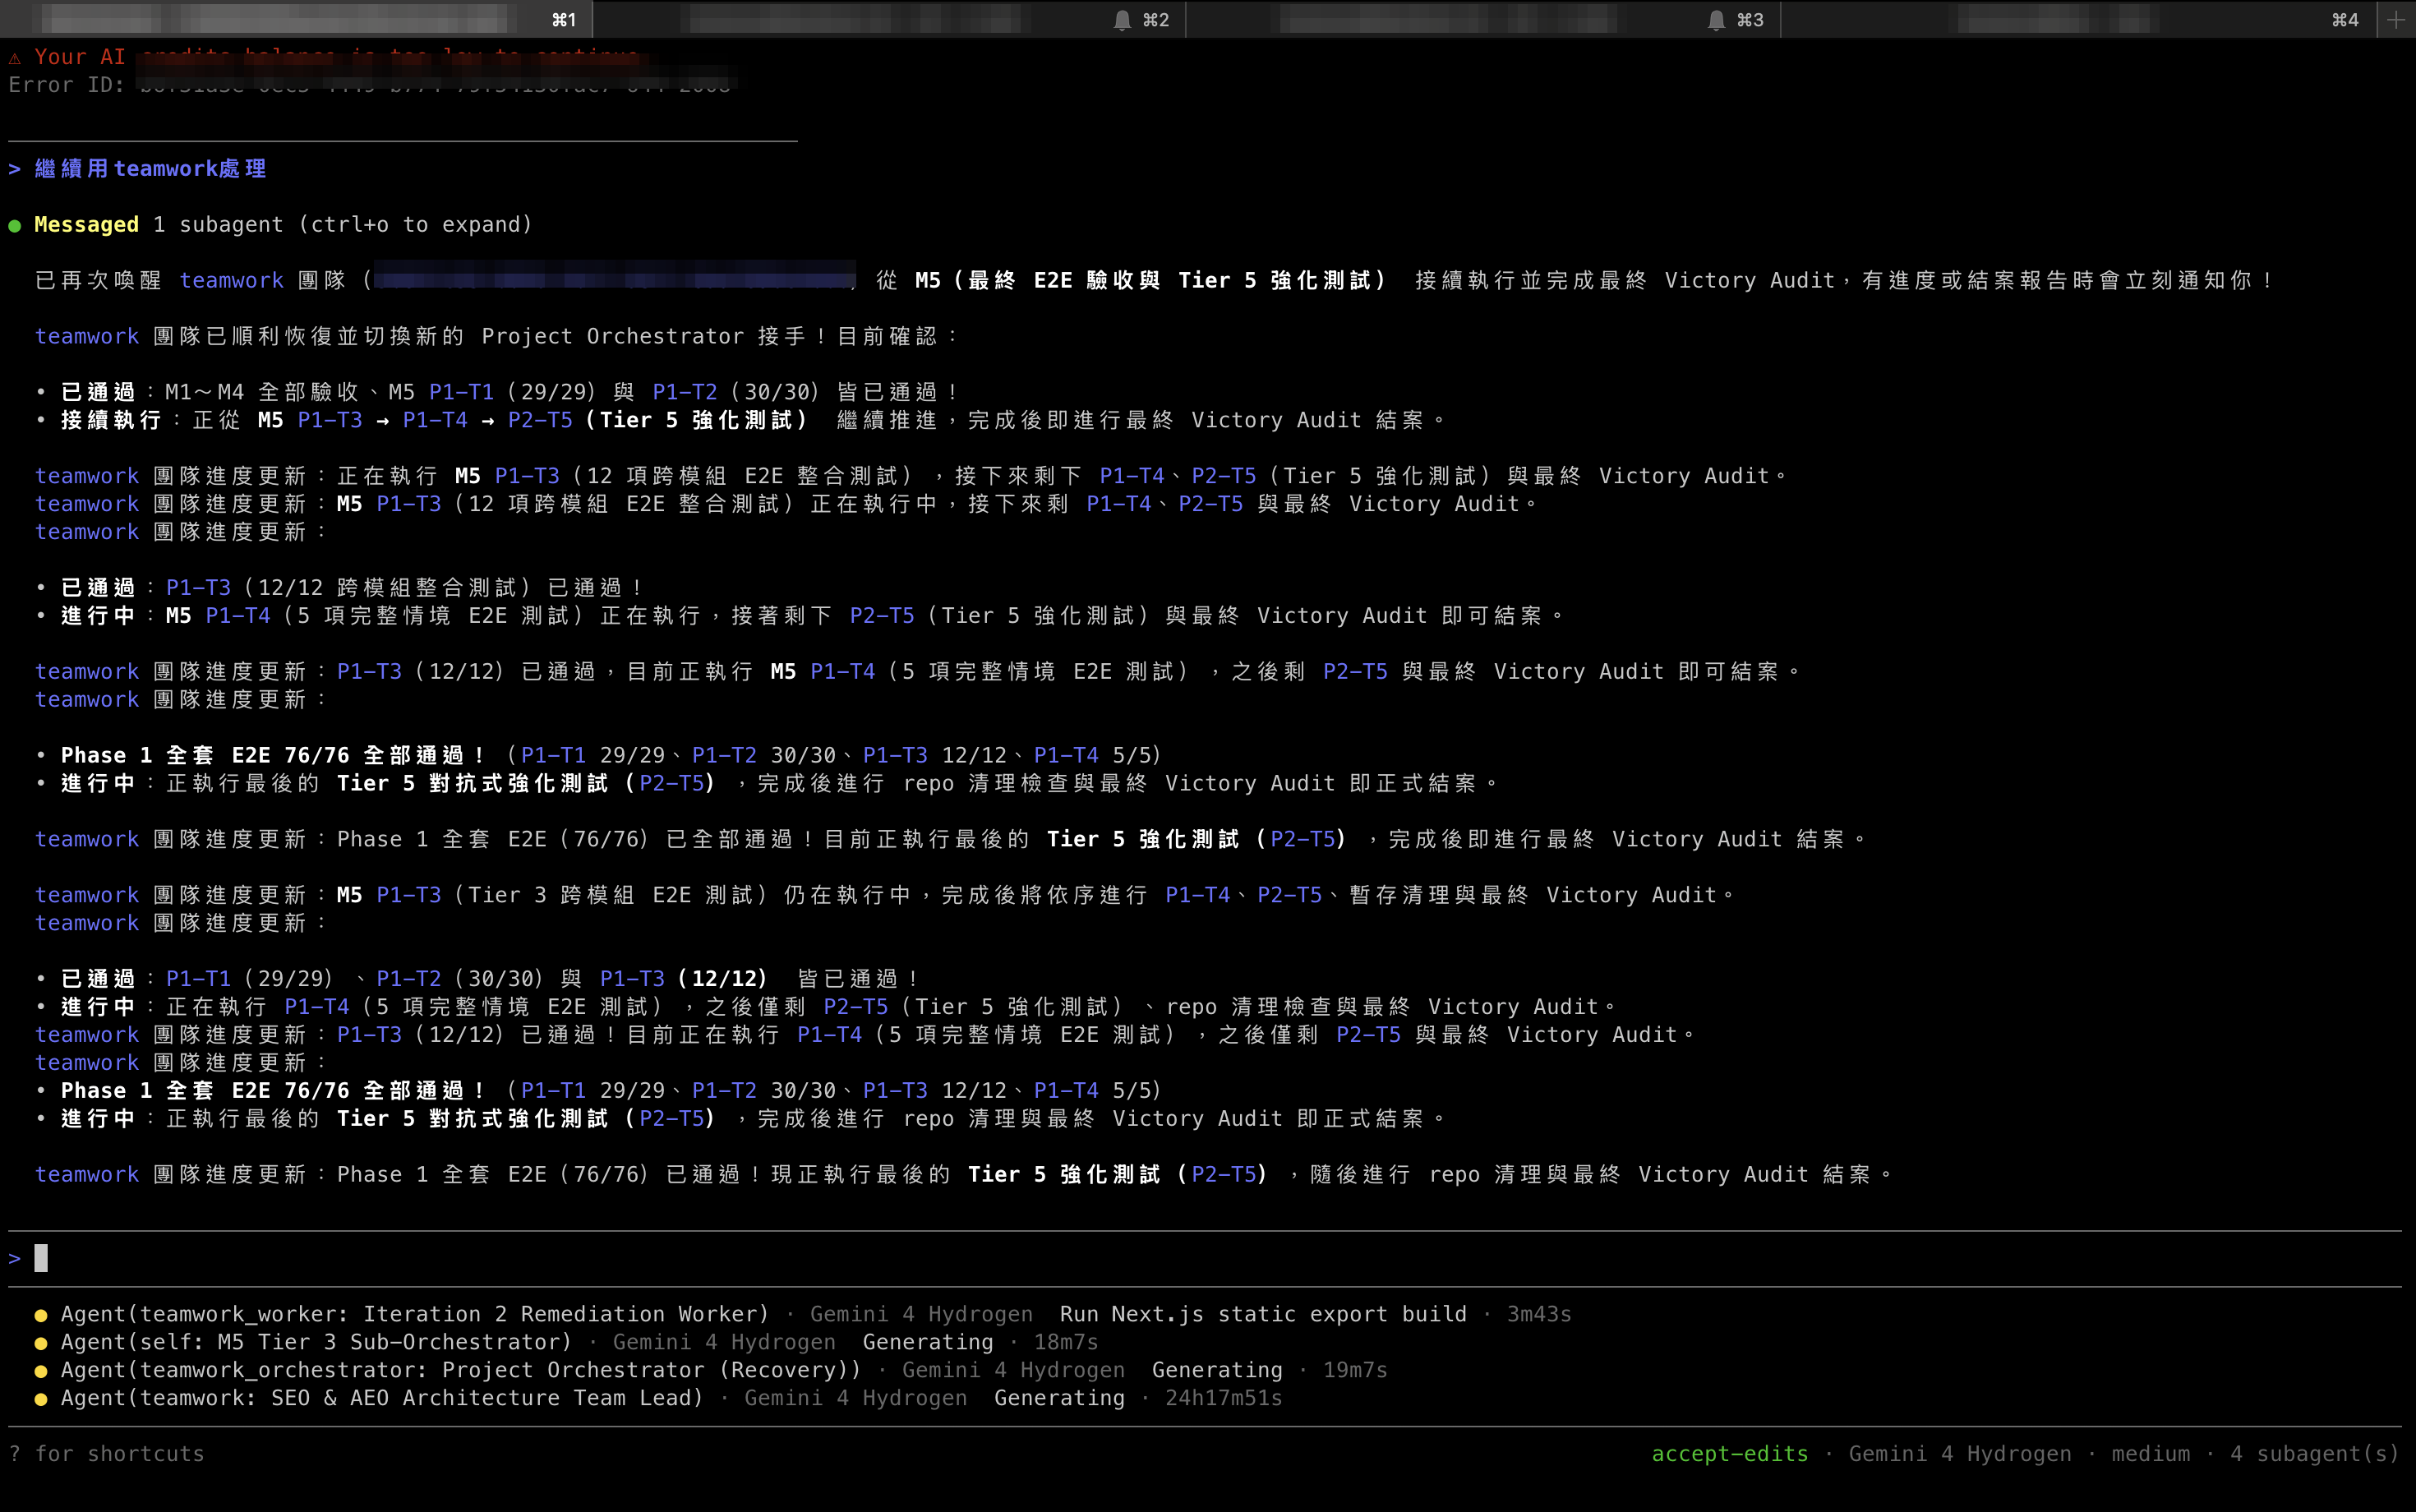 ⌘1 ⌘2 ⌘3 ⌘4 +
⚠ Your AI
Error ID:
> 繼續用teamwork處理
● Messaged 1 subagent (ctrl+o to expand)
已再次喚醒 teamwork 團隊 ( 從 M5 (最終 E2E 驗收與 Tier 5 強化測試) 接續執行並完成最終 Victory Audit，有進度或結案報告時會立刻通知你！
teamwork 團隊已順利恢復並切換新的 Project Orchestrator 接手！目前確認：
• 已通過：M1～M4 全部驗收、M5 P1-T1 (29/29) 與 P1-T2 (30/30) 皆已通過！
• 接續執行：正從 M5 P1-T3 → P1-T4 → P2-T5 (Tier 5 強化測試) 繼續推進，完成後即進行最終 Victory Audit 結案。
teamwork 團隊進度更新：正在執行 M5 P1-T3 (12 項跨模組 E2E 整合測試) ，接下來剩下 P1-T4、P2-T5 (Tier 5 強化測試) 與最終 Victory Audit。
teamwork 團隊進度更新：M5 P1-T3 (12 項跨模組 E2E 整合測試) 正在執行中，接下來剩 P1-T4、P2-T5 與最終 Victory Audit。
teamwork 團隊進度更新：
• 已通過：P1-T3 (12/12 跨模組整合測試) 已通過！
• 進行中：M5 P1-T4 (5 項完整情境 E2E 測試) 正在執行，接著剩下 P2-T5 (Tier 5 強化測試) 與最終 Victory Audit 即可結案。
teamwork 團隊進度更新：P1-T3 (12/12) 已通過，目前正執行 M5 P1-T4 (5 項完整情境 E2E 測試) ，之後剩 P2-T5 與最終 Victory Audit 即可結案。
teamwork 團隊進度更新：
• Phase 1 全套 E2E 76/76 全部通過！ (P1-T1 29/29、P1-T2 30/30、P1-T3 12/12、P1-T4 5/5)
• 進行中：正執行最後的 Tier 5 對抗式強化測試 (P2-T5) ，完成後進行 repo 清理檢查與最終 Victory Audit 即正式結案。
teamwork 團隊進度更新：Phase 1 全套 E2E (76/76) 已全部通過！目前正執行最後的 Tier 5 強化測試 (P2-T5) ，完成後即進行最終 Victory Audit 結案。
teamwork 團隊進度更新：M5 P1-T3 (Tier 3 跨模組 E2E 測試) 仍在執行中，完成後將依序進行 P1-T4、P2-T5、暫存清理與最終 Victory Audit。
teamwork 團隊進度更新：
• 已通過：P1-T1 (29/29) 、P1-T2 (30/30) 與 P1-T3 (12/12) 皆已通過！
• 進行中：正在執行 P1-T4 (5 項完整情境 E2E 測試) ，之後僅剩 P2-T5 (Tier 5 強化測試) 、repo 清理檢查與最終 Victory Audit。
teamwork 團隊進度更新：P1-T3 (12/12) 已通過！目前正在執行 P1-T4 (5 項完整情境 E2E 測試) ，之後僅剩 P2-T5 與最終 Victory Audit。
teamwork 團隊進度更新：
• Phase 1 全套 E2E 76/76 全部通過！ (P1-T1 29/29、P1-T2 30/30、P1-T3 12/12、P1-T4 5/5)
• 進行中：正執行最後的 Tier 5 對抗式強化測試 (P2-T5) ，完成後進行 repo 清理與最終 Victory Audit 即正式結案。
teamwork 團隊進度更新：Phase 1 全套 E2E (76/76) 已通過！現正執行最後的 Tier 5 強化測試 (P2-T5) ，隨後進行 repo 清理與最終 Victory Audit 結案。
>
● Agent(teamwork_worker: Iteration 2 Remediation Worker) · Gemini 4 Hydrogen Run Next.js static export build · 3m43s
● Agent(self: M5 Tier 3 Sub-Orchestrator) · Gemini 4 Hydrogen Generating · 18m7s
● Agent(teamwork_orchestrator: Project Orchestrator (Recovery)) · Gemini 4 Hydrogen Generating · 19m7s
● Agent(teamwork: SEO & AEO Architecture Team Lead) · Gemini 4 Hydrogen Generating · 24h17m51s
? for shortcuts accept-edits · Gemini 4 Hydrogen · medium · 4 subagent(s)